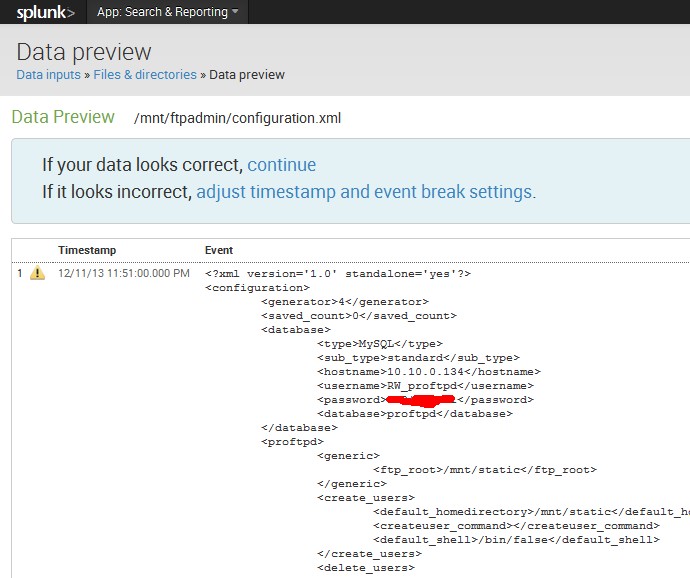 splunk> App: Search & Reporting
Data preview
Data inputs » Files & directories » Data preview
Data Preview /mnt/ftpadmin/configuration.xml
If your data looks correct, continue
If it looks incorrect, adjust timestamp and event break settings.
Timestamp Event
1 12/11/13 11:51:00.000 PM <?xml version='1.0' standalone='yes'?>
<configuration>
<generator>4</generator>
<saved_count>0</saved_count>
<database>
<type>MySQL</type>
<sub_type>standard</sub_type>
<hostname>10.10.0.134</hostname>
<username>RW_proftpd</username>
<password></password>
<database>proftpd</database>
</database>
<proftpd>
<generic>
<ftp_root>/mnt/static</ftp_root>
</generic>
<create_users>
<default_homedirectory>/mnt/static</default_ho
<createuser_command></createuser_command>
<default_shell>/bin/false</default_shell>
</create_users>
<delete_users>